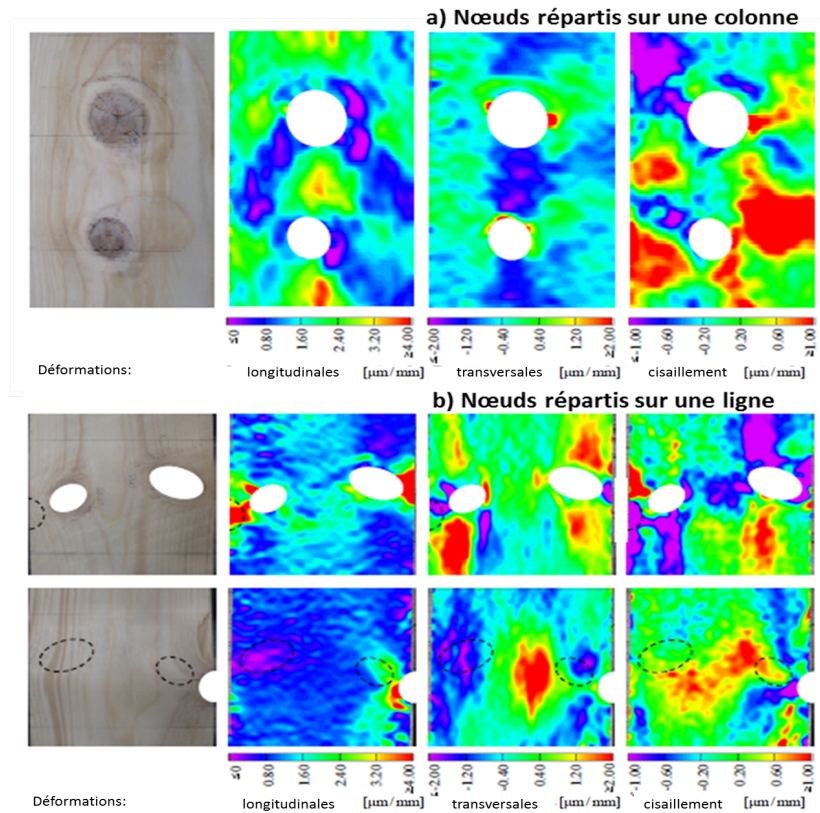 a) Nœuds répartis sur une colonne
≤0 0.80 1.60 2.40 3.20 ≥4.00 ≤-2.00 -1.20 -0.40 0.40 1.20 ≥2.00 ≤-1.00 -0.60 -0.20 0.20 0.60 ≥1.00
Déformations: longitudinales [µm/mm] transversales [µm/mm] cisaillement [µm/mm]
b) Nœuds répartis sur une ligne
≤0 0.80 1.60 2.40 3.20 ≥4.00 ≤-2.00 -1.20 -0.40 0.40 1.20 ≥2.00 ≤-1.00 -0.60 -0.20 0.20 0.60 ≥1.00
Déformations: longitudinales [µm/mm] transversales [µm/mm] cisaillement [µm/mm]